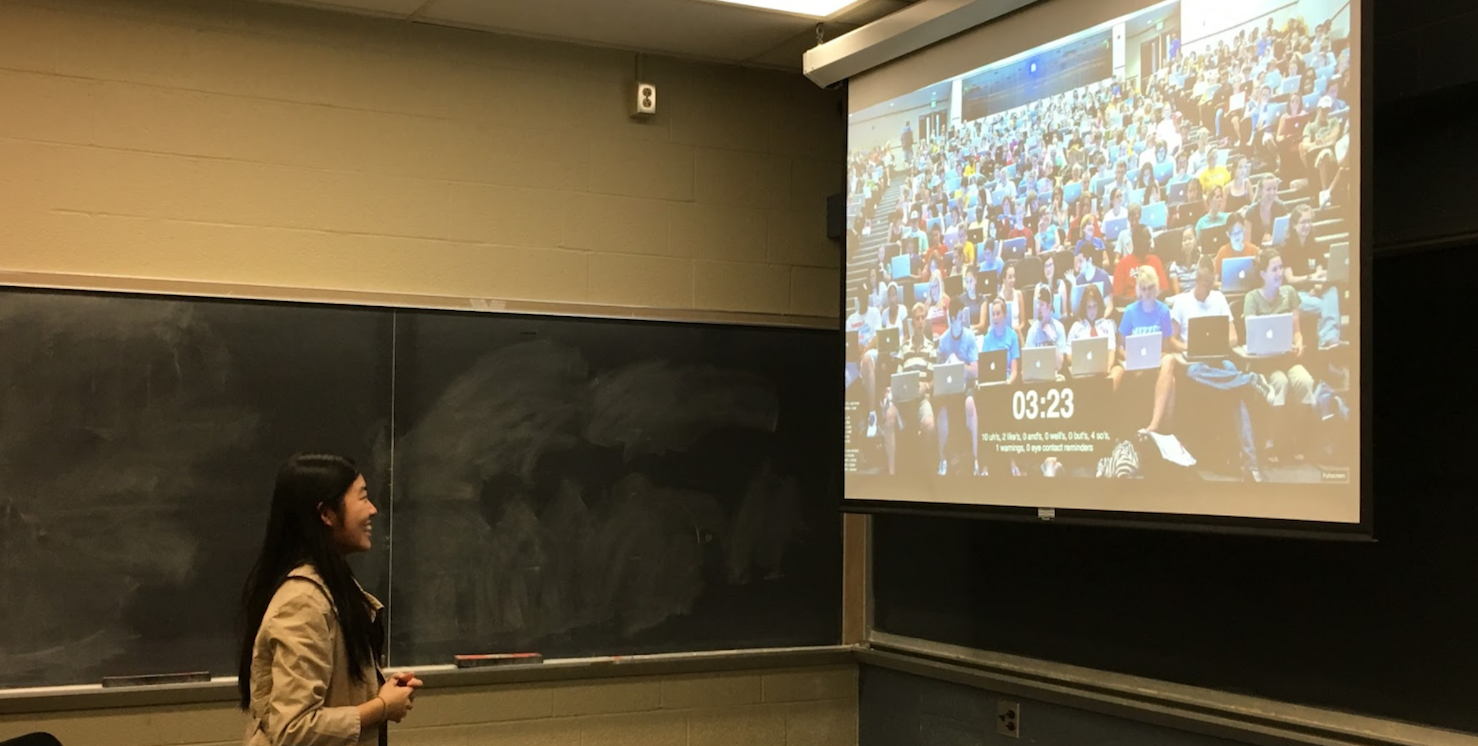 03:23
10 uh's, 2 like's, 0 and's, 0 well's, 0 but's, 4 so's,
1 warnings, 0 eye contact reminders
Fullscreen